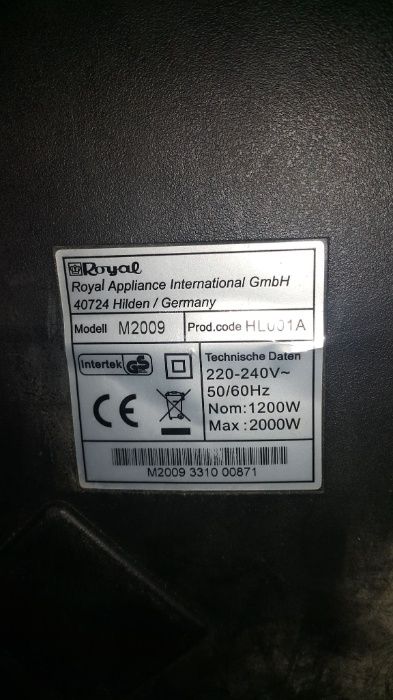 Royal
Royal Appliance International GmbH
40724 Hilden / Germany
Modell M2009 Prod.code HL001A
Intertek GS
Technische Daten
220-240V~
50/60Hz
Nom:1200W
Max :2000W
CE
M2009 3310 00871